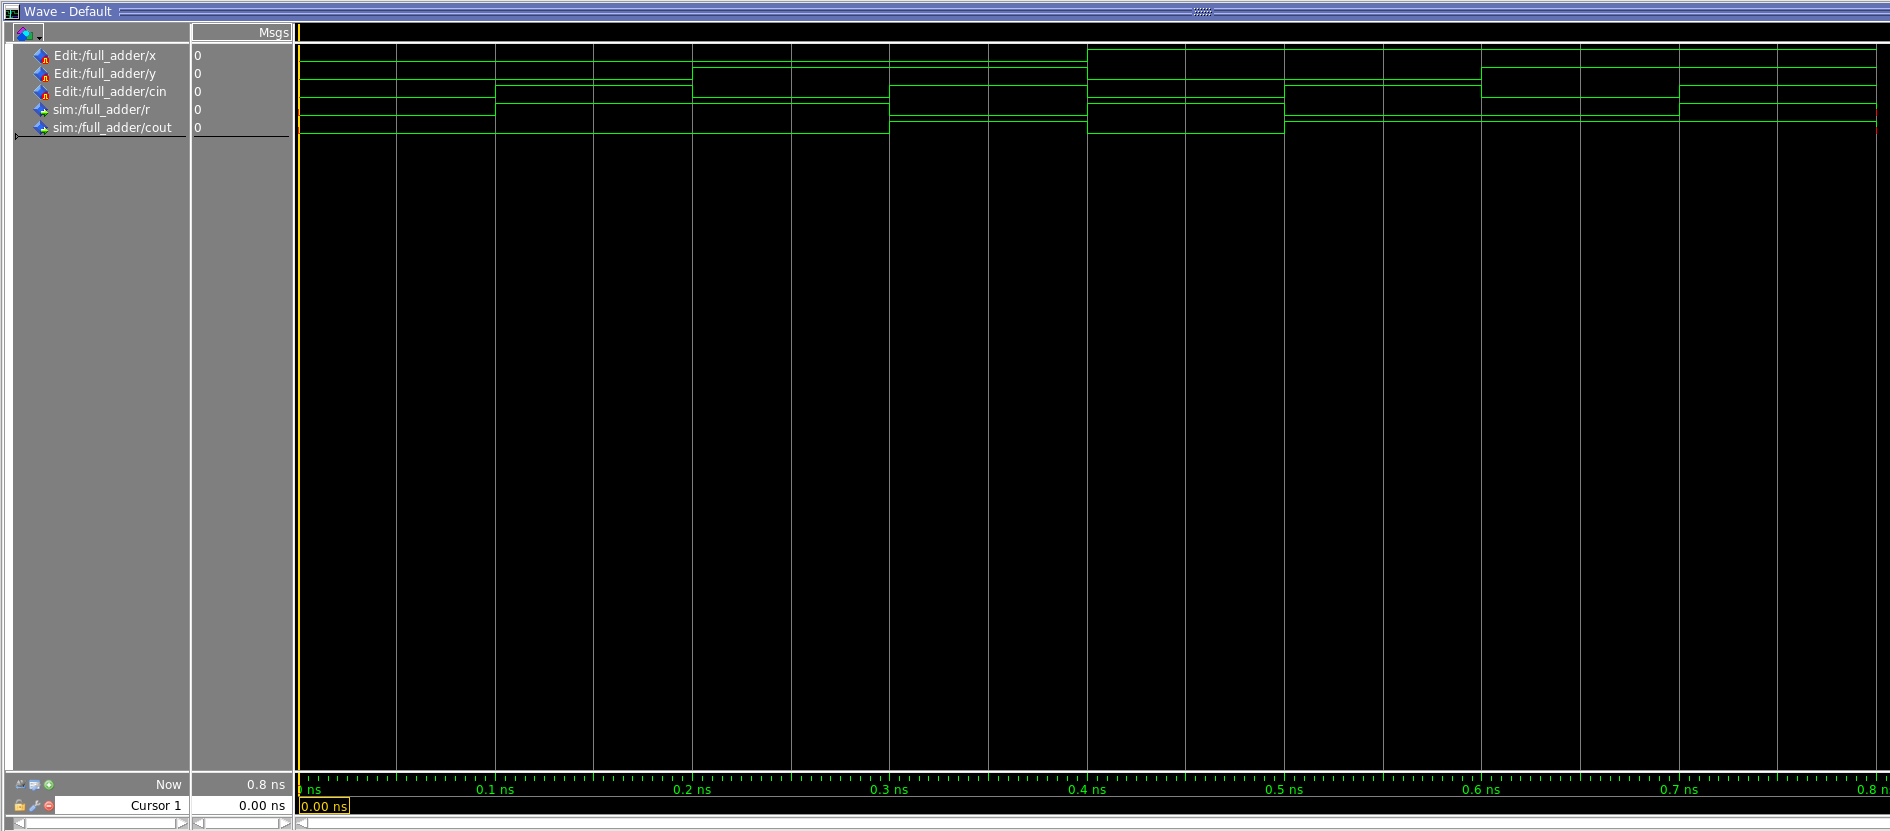 Wave - Default
Msgs
Edit:/full_adder/x 0
Edit:/full_adder/y 0
Edit:/full_adder/cin 0
sim:/full_adder/r 0
sim:/full_adder/cout 0
Now 0.8 ns
ns 0.1 ns 0.2 ns 0.3 ns 0.4 ns 0.5 ns 0.6 ns 0.7 ns 0.8 n
Cursor 1 0.00 ns 0.00 ns